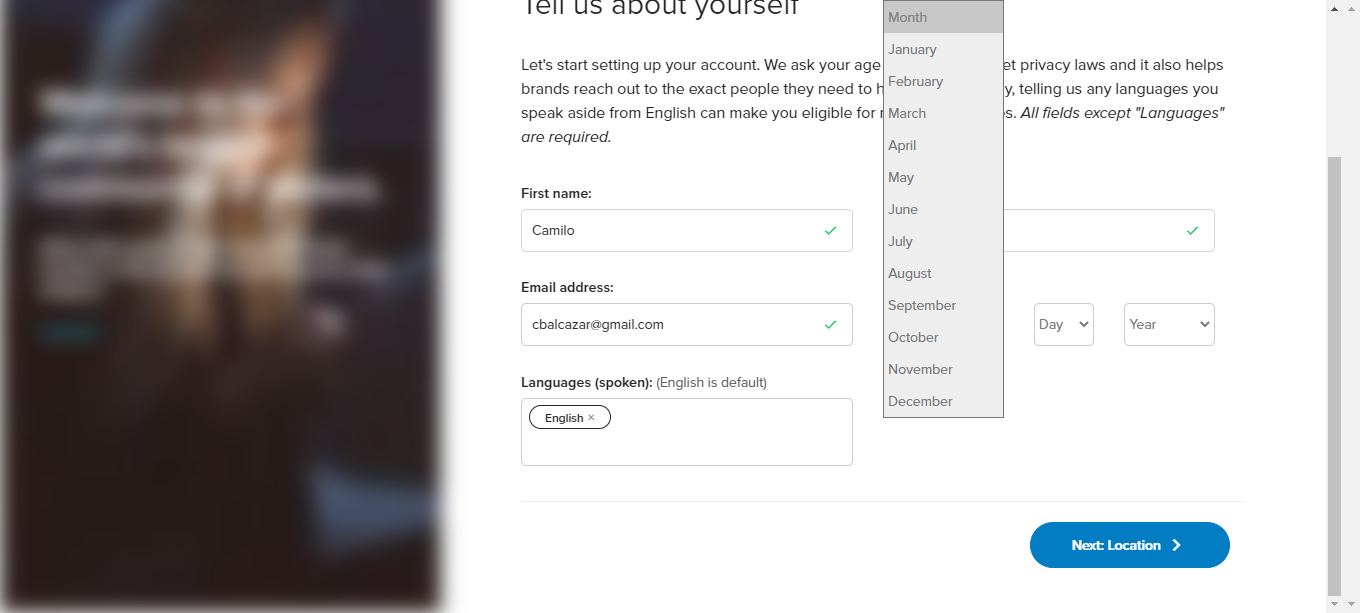 Tell us about yourself
Let's start setting up your account. We ask your age et privacy laws and it also helps
brands reach out to the exact people they need to h y, telling us any languages you
speak aside from English can make you eligible for s. All fields except "Languages"
are required.
Month
January
February
March
April
May
June
July
August
September
October
November
December
First name:
Camilo
Email address:
cbalcazar@gmail.com
Day
Year
Languages (spoken): (English is default)
English ×
Next: Location